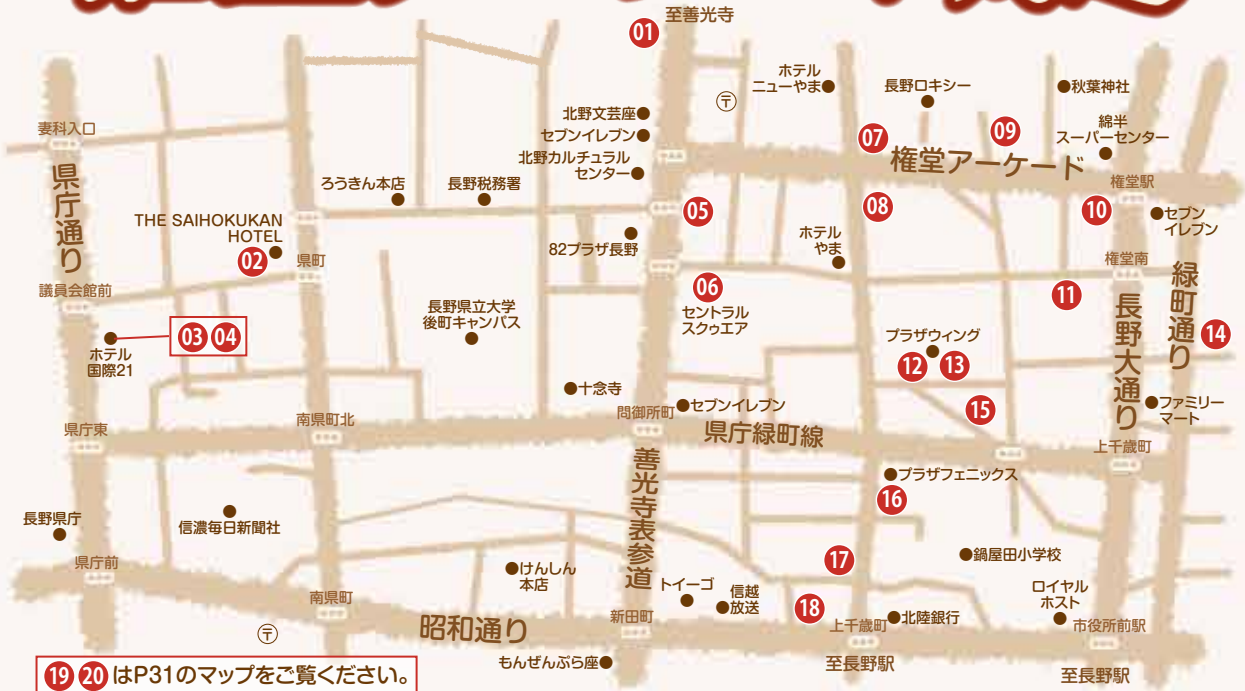 至善光寺
01
ホテル
ニューやま
長野ロキシー
秋葉神社
〒
北野文芸座
セブンイレブン
北野カルチュラル
センター
綿半
スーパーセンター
妻科入口
07
09
権堂アーケード
権堂駅
県庁通り
ろうきん本店
長野税務署
05
08
10
セブン
イレブン
THE SAIHOKUKAN
HOTEL
02
県町
82プラザ長野
ホテル
やま
権堂南
緑町通り
議員会館前
06
セントラル
スクゥエア
11
長野大通り
長野県立大学
後町キャンパス
03 04
ホテル
国際21
プラザウィング
12 13
14
十念寺
セブンイレブン
15
ファミリー
マート
県庁東
南県町北
問御所町
県庁緑町線
上千歳町
善光寺表参道
プラザフェニックス
16
長野県庁
信濃毎日新聞社
鍋屋田小学校
県庁前
けんしん
本店
17
トイーゴ
信越
放送
18
ロイヤル
ホスト
南県町
〒
昭和通り
新田町
上千歳町
北陸銀行
市役所前駅
もんぜんぷら座
至長野駅
至長野駅
19 20 はP31のマップをご覧ください。